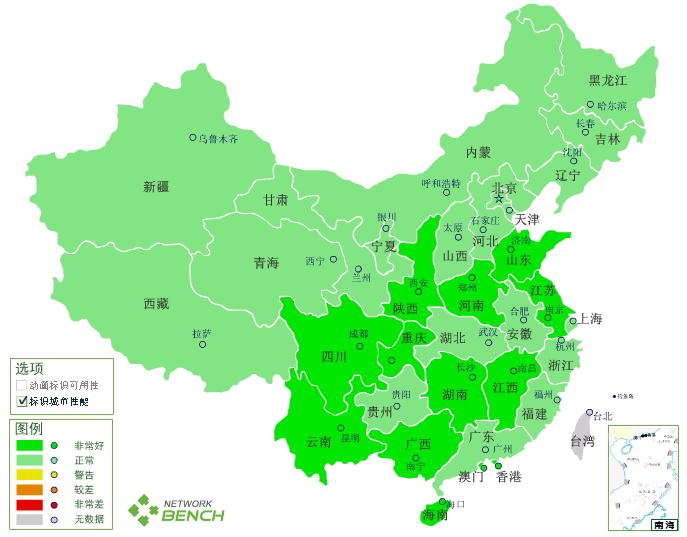 黑龙江
哈尔滨
长春
吉林
沈阳
辽宁
内蒙
乌鲁木齐
新疆
甘肃
呼和浩特
北京
天津
银川
太原
石家庄
河北
济南
山东
宁夏
山西
青海
西宁
兰州
西藏
拉萨
西安
陕西
郑州
河南
江苏
南京
合肥
安徽
上海
杭州
浙江
成都
四川
重庆
湖北
武汉
长沙
湖南
南昌
江西
贵阳
贵州
福州
福建
钓鱼岛
台北
台湾
云南
昆明
广西
南宁
广东
广州
澳门
香港
海口
海南
选项
动画标识可用性
标识城市性能
图例
非常好
正常
警告
较差
非常差
无数据
NETWORK
BENCH
南海